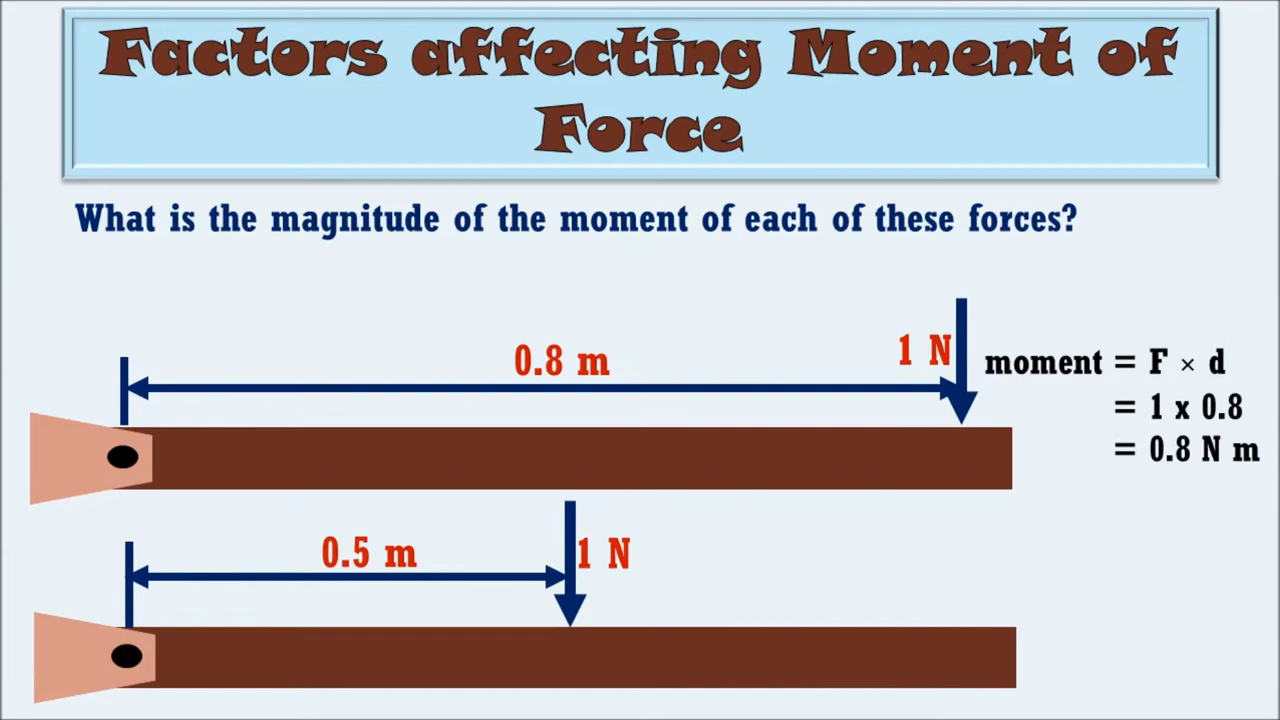 Factors affecting Moment of
Force
What is the magnitude of the moment of each of these forces?
0.8 m
1 N
moment = F × d
= 1 x 0.8
= 0.8 N m
0.5 m
1 N